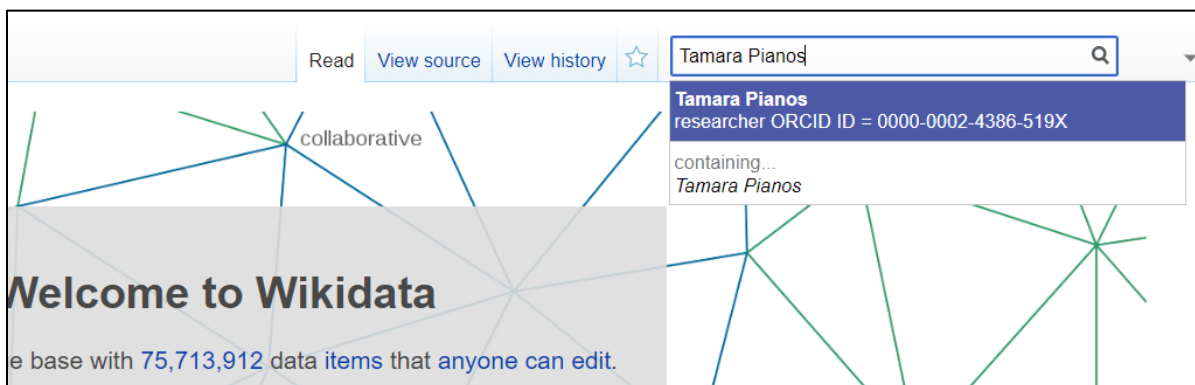 Read View source View history Tamara Pianos
Tamara Pianos
researcher ORCID ID = 0000-0002-4386-519X
containing...
Tamara Pianos
collaborative
Welcome to Wikidata
e base with 75,713,912 data items that anyone can edit.